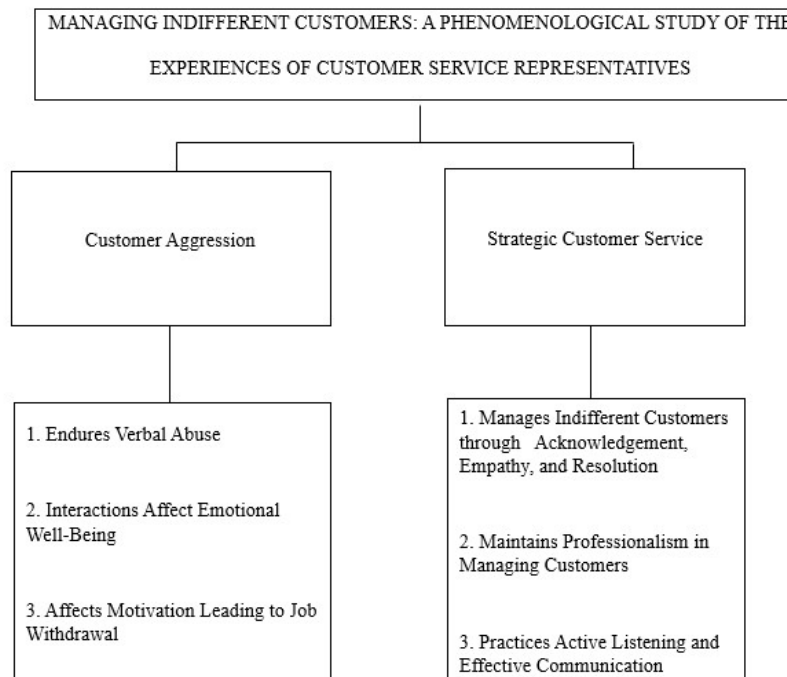 MANAGING INDIFFERENT CUSTOMERS: A PHENOMENOLOGICAL STUDY OF THE
EXPERIENCES OF CUSTOMER SERVICE REPRESENTATIVES
Customer Aggression
Strategic Customer Service
1. Endures Verbal Abuse
2. Interactions Affect Emotional
Well-Being
3. Affects Motivation Leading to Job
Withdrawal
1. Manages Indifferent Customers
through Acknowledgement,
Empathy, and Resolution
2. Maintains Professionalism in
Managing Customers
3. Practices Active Listening and
Effective Communication